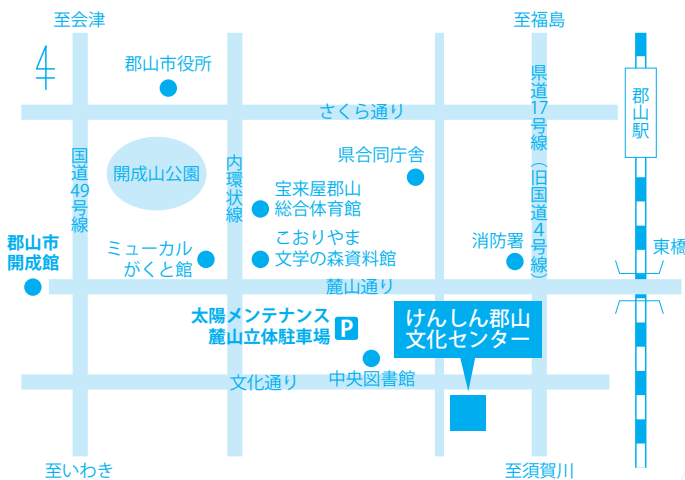 至会津
至福島
郡山市役所
さくら通り
県道17号線（旧国道4号線）
郡山駅
国道49号線
開成山公園
内環状線
県合同庁舎
宝来屋郡山
総合体育館
郡山市
開成館
ミューカル
がくと館
こおりやま
文学の森資料館
消防署
東橋
麓山通り
太陽メンテナンス
麓山立体駐車場
P
けんしん郡山
文化センター
文化通り
中央図書館
至いわき
至須賀川